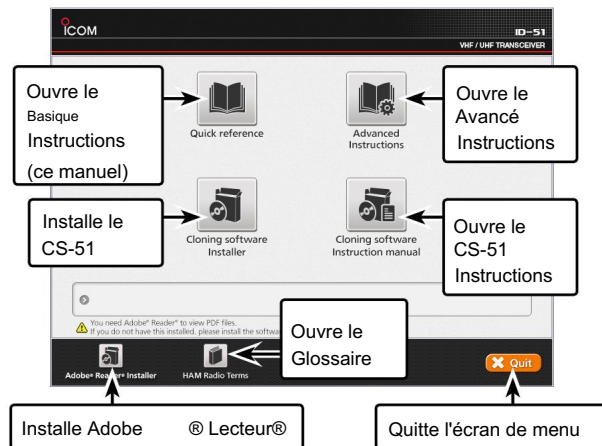 ICOM
ID-51
VHF / UHF TRANSCEIVER
Ouvre le
Basique
Instructions
(ce manuel)
Quick reference
Advanced
Instructions
Ouvre le
Avancé
Instructions
Installe le
CS-51
Cloning software
Installer
Cloning software
Instruction manual
Ouvre le
CS-51
Instructions
You need Adobe® Reader® to view PDF files.
If you do not have this installed, please install the
Ouvre le
Glossaire
Adobe® Reader® Installer
HAM Radio Terms
Quit
Installe Adobe ® Lecteur®
Quitte l'écran de menu